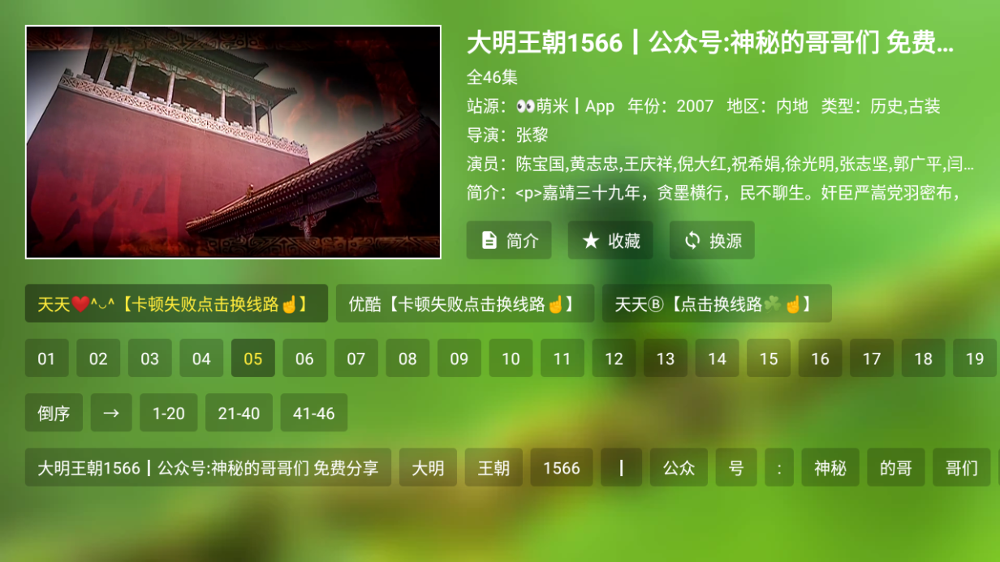 大明王朝1566┃公众号:神秘的哥哥们 免费...
全46集
站源：👀萌米┃App 年份：2007 地区：内地 类型：历史,古装
导演：张黎
演员：陈宝国,黄志忠,王庆祥,倪大红,祝希娟,徐光明,张志坚,郭广平,闫...
简介：<p>嘉靖三十九年，贪墨横行，民不聊生。奸臣严嵩党羽密布，
简介 收藏 换源
天天❤️^◡^【卡顿失败点击换线路☝️】 优酷【卡顿失败点击换线路☝️】 天天Ⓑ【点击换线路☘️☝️】
01 02 03 04 05 06 07 08 09 10 11 12 13 14 15 16 17 18 19
倒序 → 1-20 21-40 41-46
大明王朝1566┃公众号:神秘的哥哥们 免费分享 大明 王朝 1566 ┃ 公众 号 : 神秘 的哥 哥们